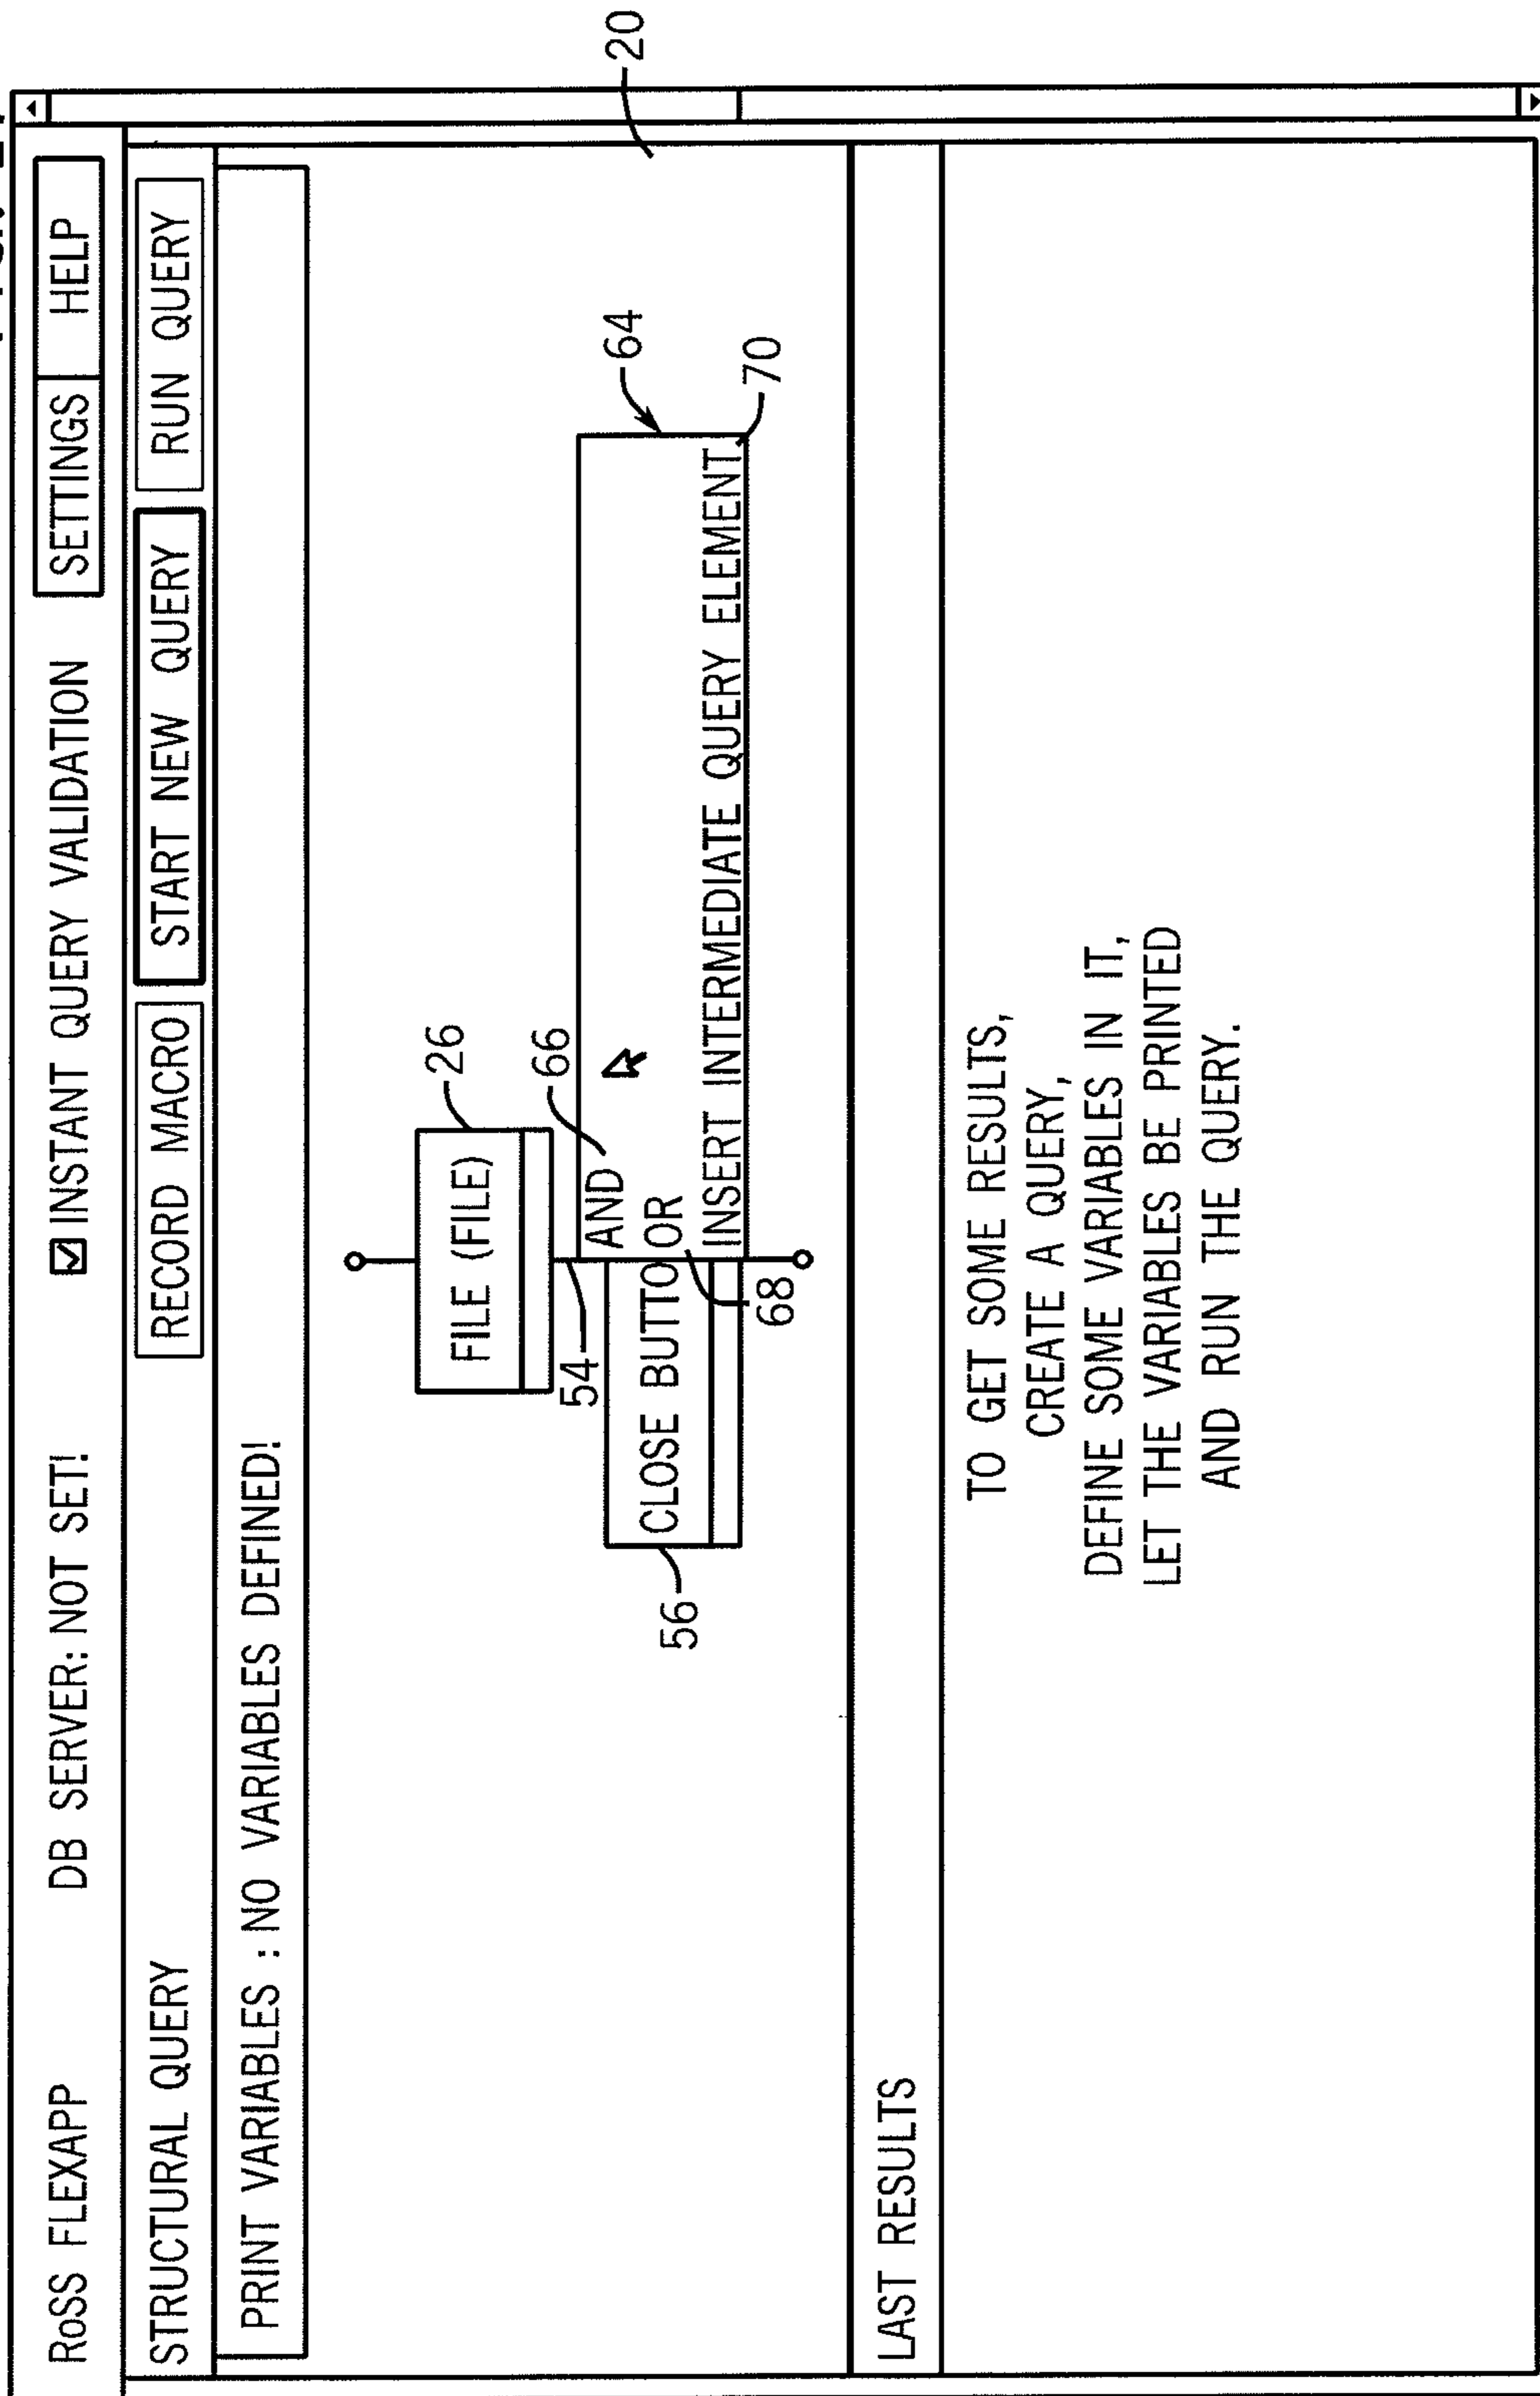 RoSS FLEXAPP DB SERVER: NOT SET! ☑ INSTANT QUERY VALIDATION SETTINGS HELP
STRUCTURAL QUERY RECORD MACRO START NEW QUERY RUN QUERY
PRINT VARIABLES : NO VARIABLES DEFINED!
FILE (FILE)
26
54
66
AND
64
20
56
CLOSE BUTTO
OR
68
INSERT INTERMEDIATE QUERY ELEMENT
70
LAST RESULTS
TO GET SOME RESULTS,
CREATE A QUERY,
DEFINE SOME VARIABLES IN IT,
LET THE VARIABLES BE PRINTED
AND RUN THE QUERY.